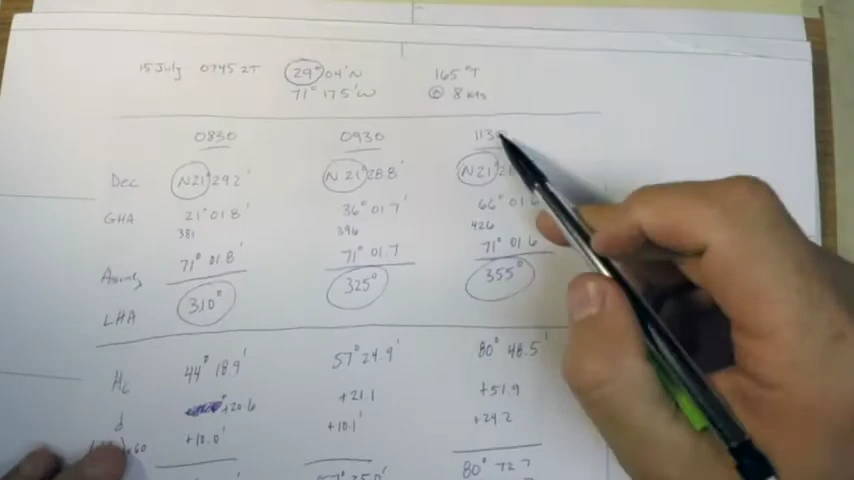 15 July 0745 ZT 29° 04'N 165 °T
71° 17.5'W @ 8 kts
0830 0930 113
Dec N21° 29.2' N 21° 28.8' N21°
GHA 21° 01.8' 36° 01.7' 66° 01.6
381 396 426
71° 01.8' 71° 01.7 71° 01.6
LHA 310° 325° 355°
Hc 44° 18.9' 57° 24.9' 80° 48.5'
d +20.6 +21.1 +51.9
+10.0' +10.1' +24.2
80° 72.7